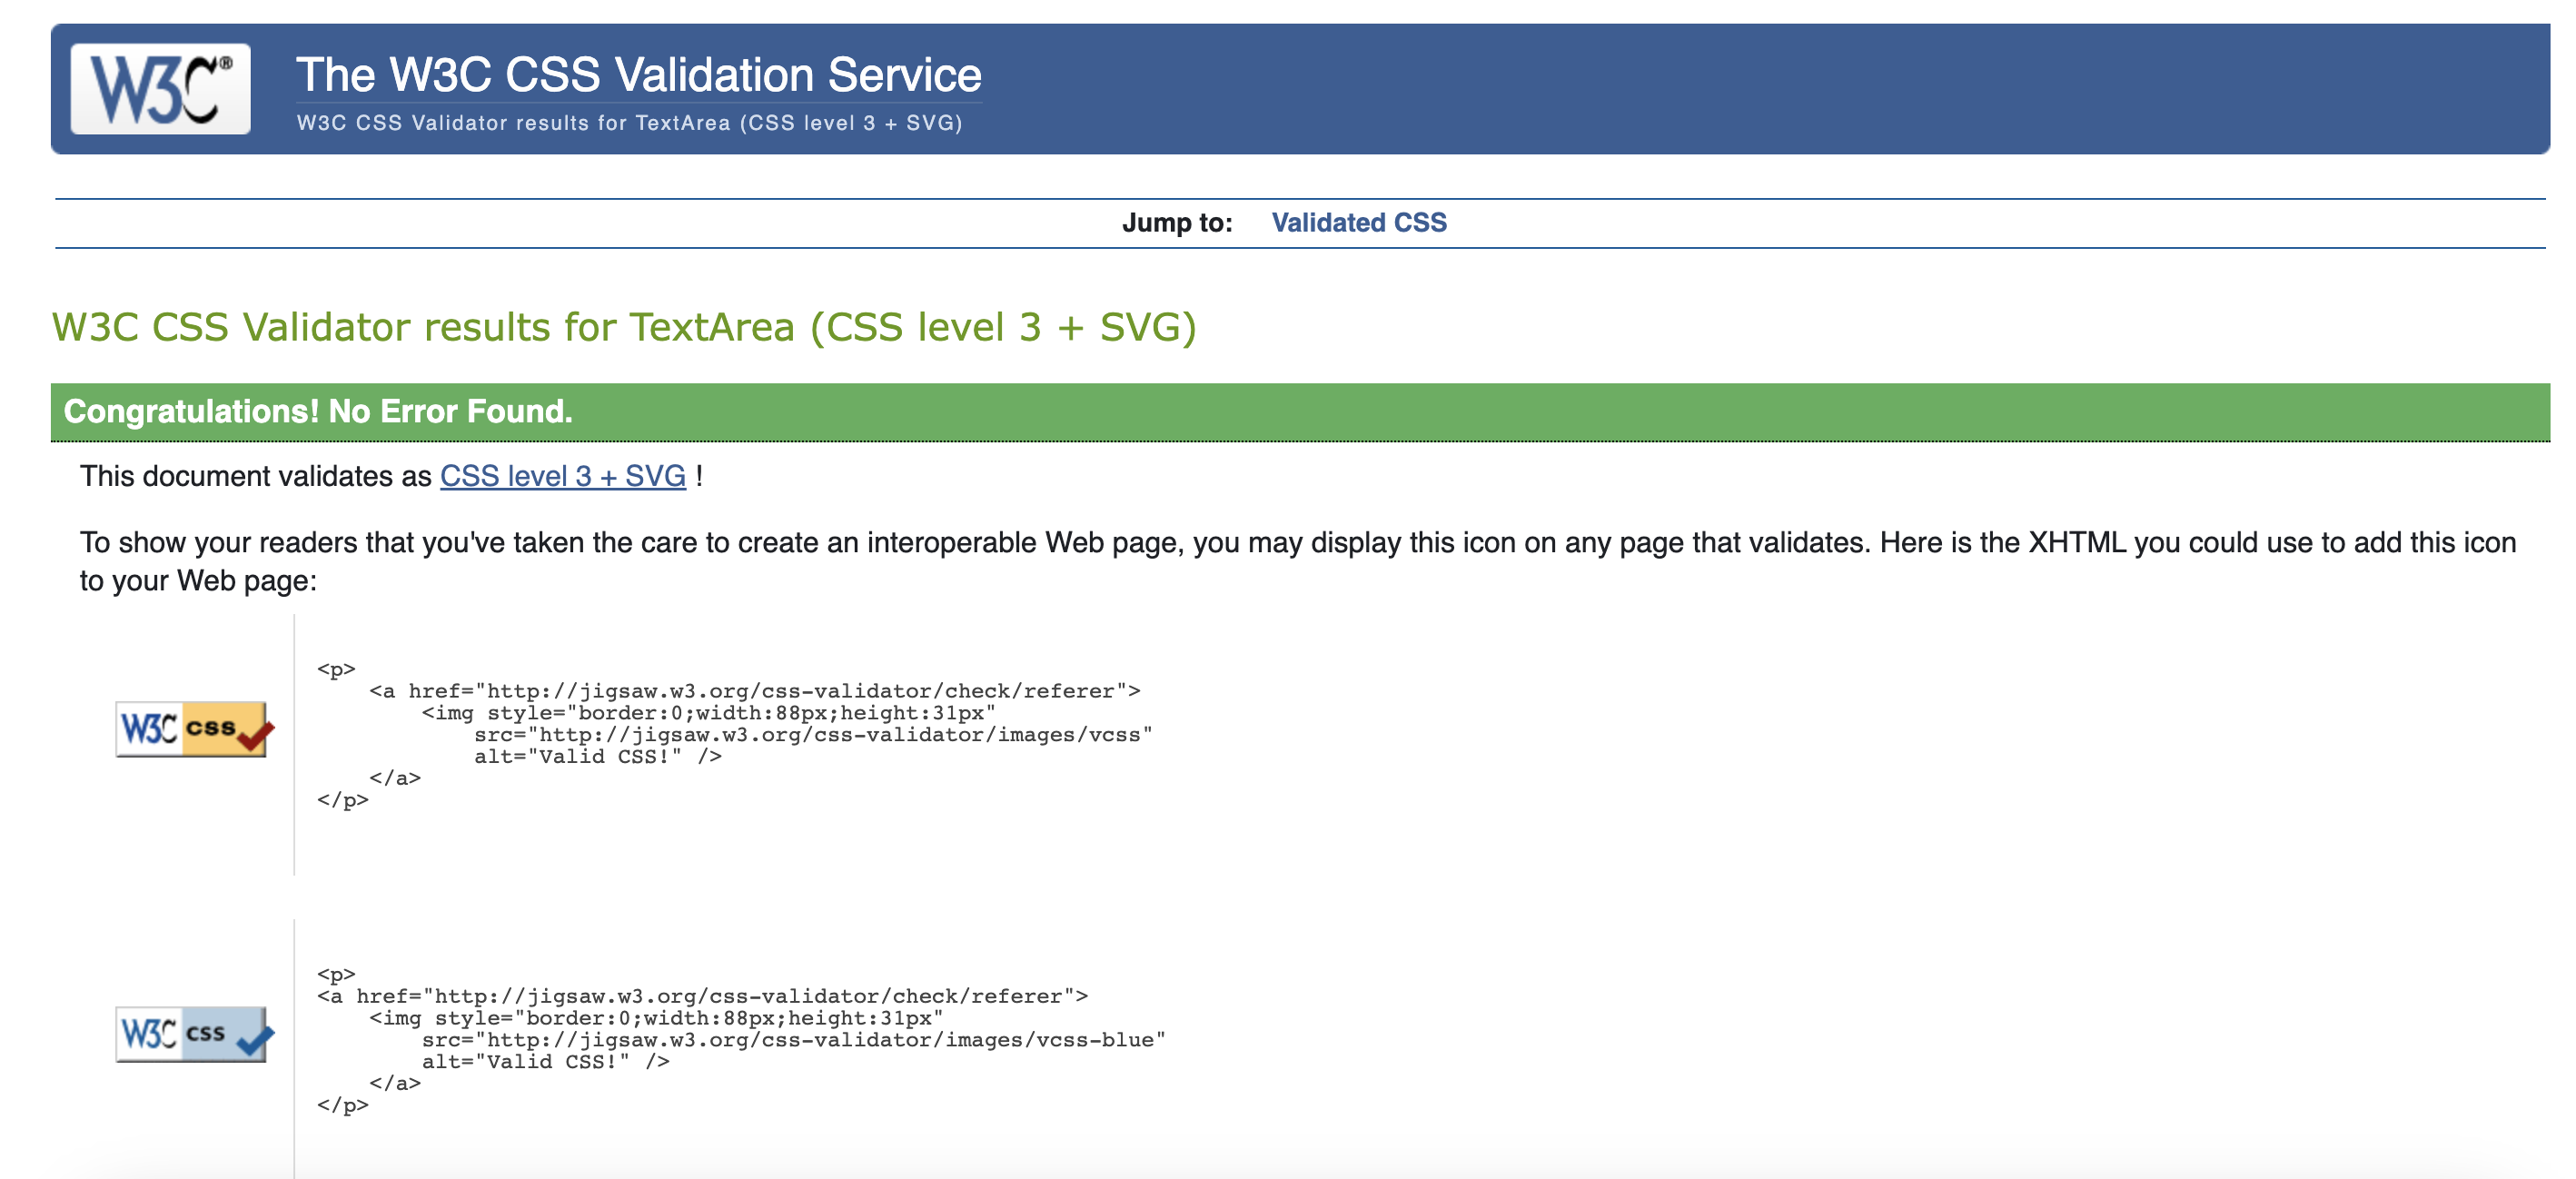 W3C®
The W3C CSS Validation Service
W3C CSS Validator results for TextArea (CSS level 3 + SVG)
Jump to: Validated CSS
W3C CSS Validator results for TextArea (CSS level 3 + SVG)
Congratulations! No Error Found.
This document validates as CSS level 3 + SVG !
To show your readers that you've taken the care to create an interoperable Web page, you may display this icon on any page that validates. Here is the XHTML you could use to add this icon
to your Web page:
<p>
    <a href="http://jigsaw.w3.org/css-validator/check/referer">
        <img style="border:0;width:88px;height:31px"
            src="http://jigsaw.w3.org/css-validator/images/vcss"
W3C css
            alt="Valid CSS!" />
    </a>
</p>
<p>
<a href="http://jigsaw.w3.org/css-validator/check/referer">
    <img style="border:0;width:88px;height:31px"
W3C css
        src="http://jigsaw.w3.org/css-validator/images/vcss-blue"
        alt="Valid CSS!" />
    </a>
</p>